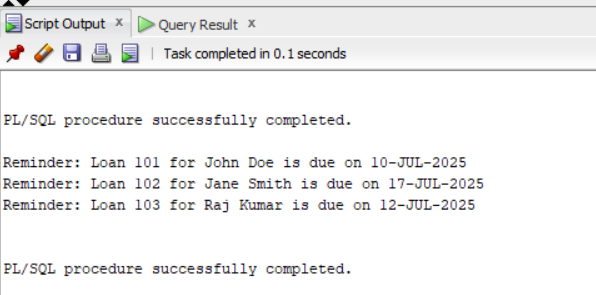 Script Output x Query Result x
Task completed in 0.1 seconds
PL/SQL procedure successfully completed.
Reminder: Loan 101 for John Doe is due on 10-JUL-2025
Reminder: Loan 102 for Jane Smith is due on 17-JUL-2025
Reminder: Loan 103 for Raj Kumar is due on 12-JUL-2025
PL/SQL procedure successfully completed.